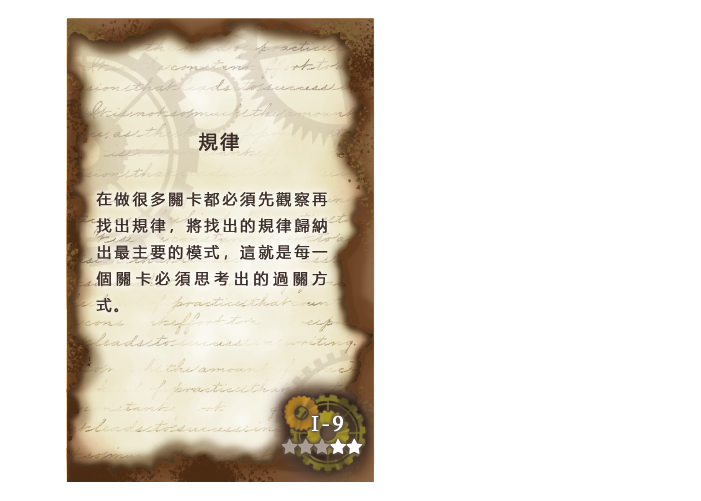 規律
在做很多關卡都必須先觀察再
找出規律，將找出的規律歸納
出最主要的模式，這就是每一
個關卡必須思考出的過關方
式。
I-9